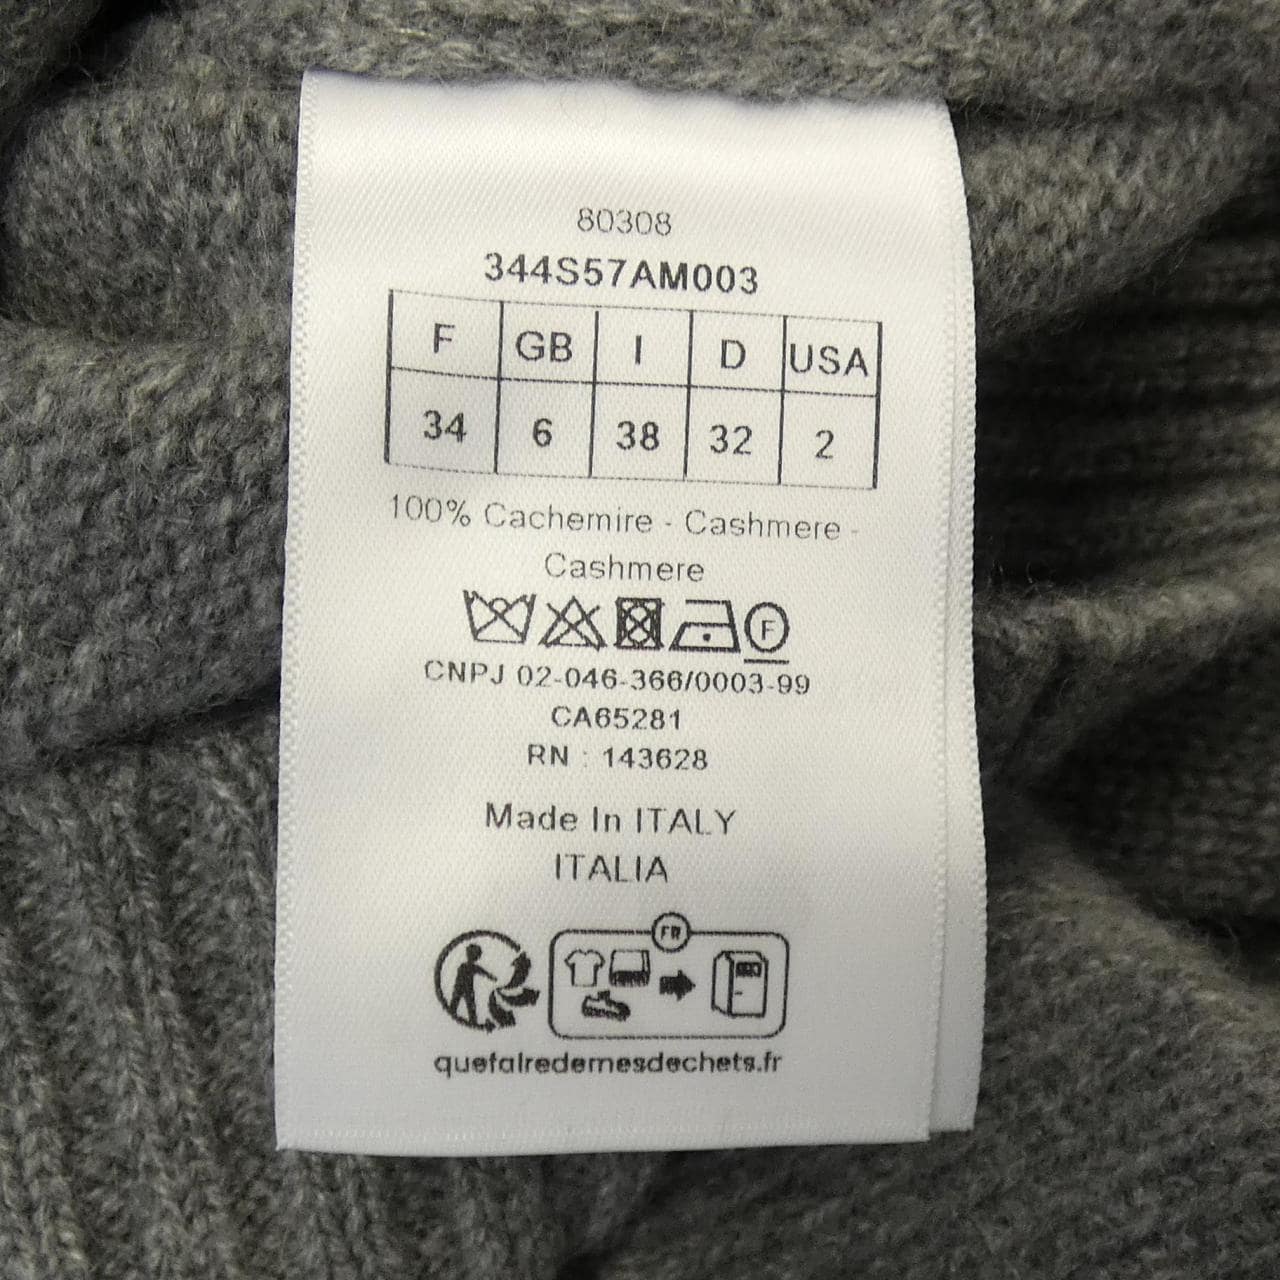 80308
344S57AM003
F GB I D USA
34 6 38 32 2
100% Cachemire - Cashmere -
Cashmere
F
CNPJ 02-046-366/0003-99
CA65281
RN : 143628
Made In ITALY
ITALIA
FR
quefairedemesdechets.fr